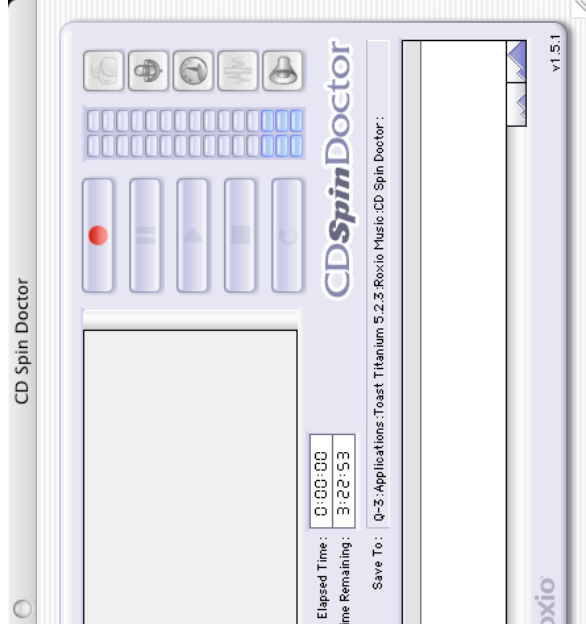 CD Spin Doctor
CDSpinDoctor
Elapsed Time: 0:00:00
ime Remaining: 3:22:53
Save To: Q-3:Applications:Toast Titanium 5.2.3:Roxio Music:CD Spin Doctor:
oxio
v1.5.1